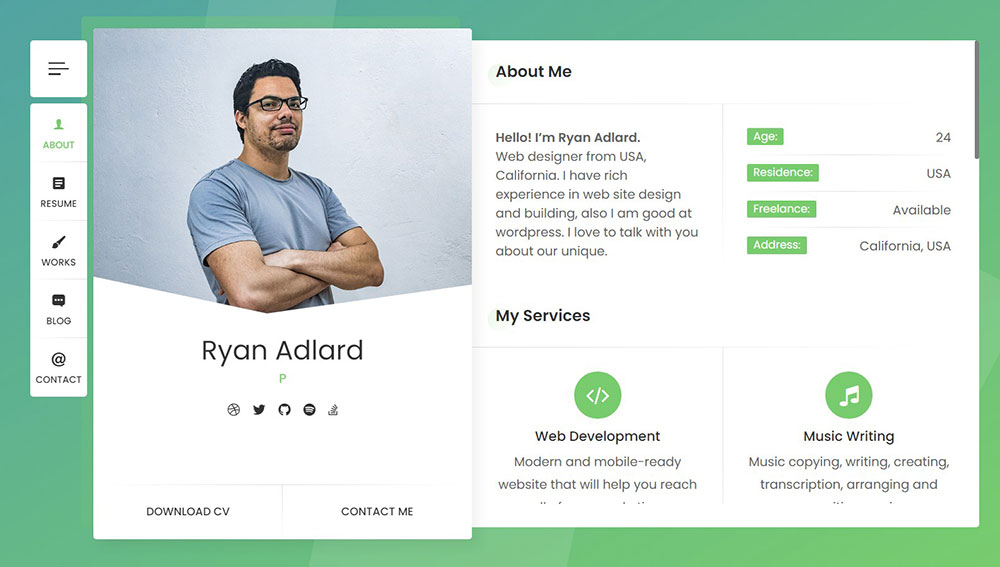 ABOUT
RESUME
WORKS
BLOG
@
CONTACT
Ryan Adlard
P
DOWNLOAD CV
CONTACT ME
About Me
Hello! I’m Ryan Adlard.
Web designer from USA,
California. I have rich
experience in web site design
and building, also I am good at
wordpress. I love to talk with you
about our unique.
Age: 24
Residence: USA
Freelance: Available
Address: California, USA
My Services
</>
Web Development
Modern and mobile-ready
website that will help you reach
Music Writing
Music copying, writing, creating,
transcription, arranging and